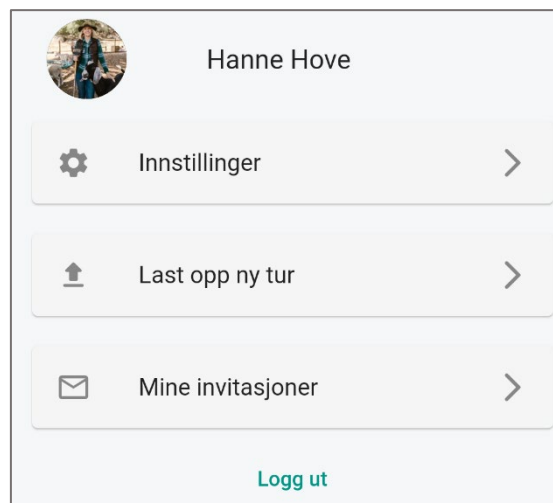 Hanne Hove
Innstillinger
Last opp ny tur
Mine invitasjoner
Logg ut